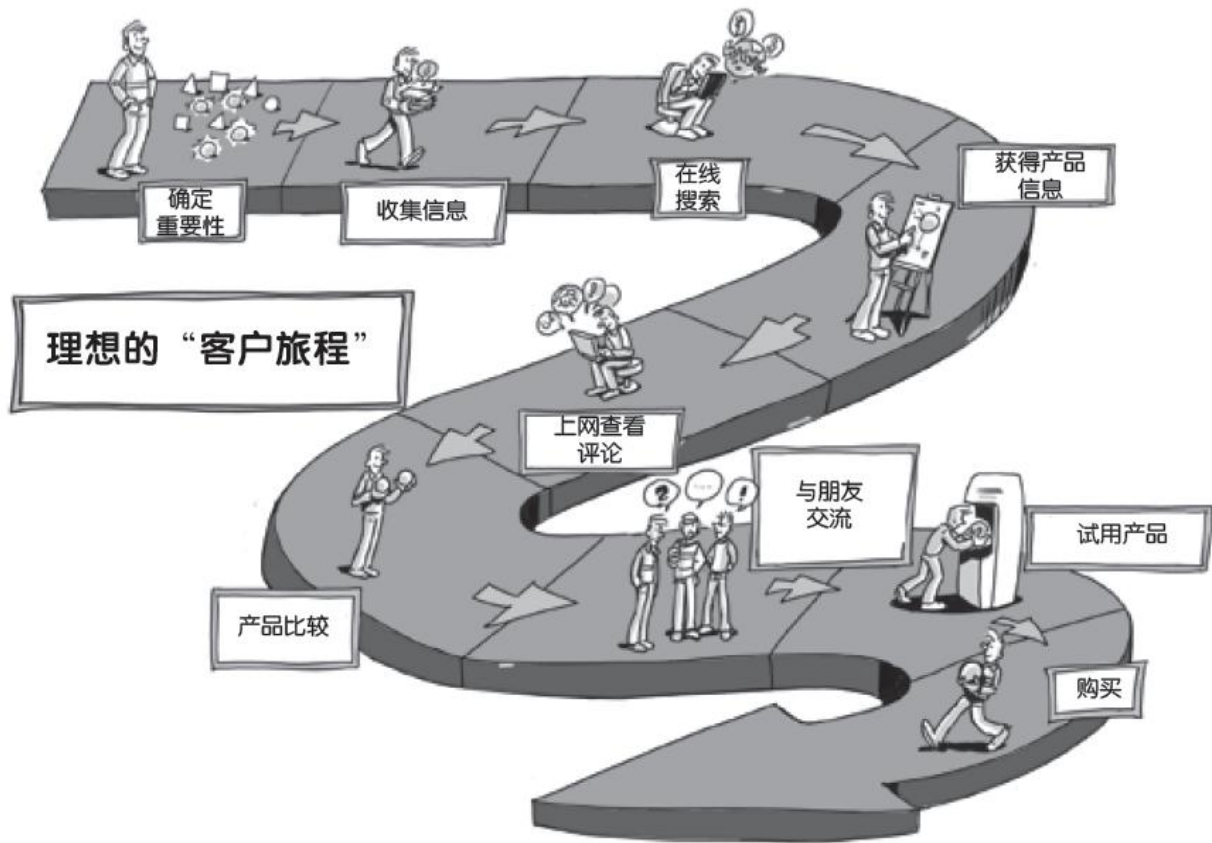 确定
重要性
收集信息
在线
搜索
获得产品
信息
理想的“客户旅程”
上网查看
评论
产品比较
?
....
!
与朋友
交流
试用产品
购买